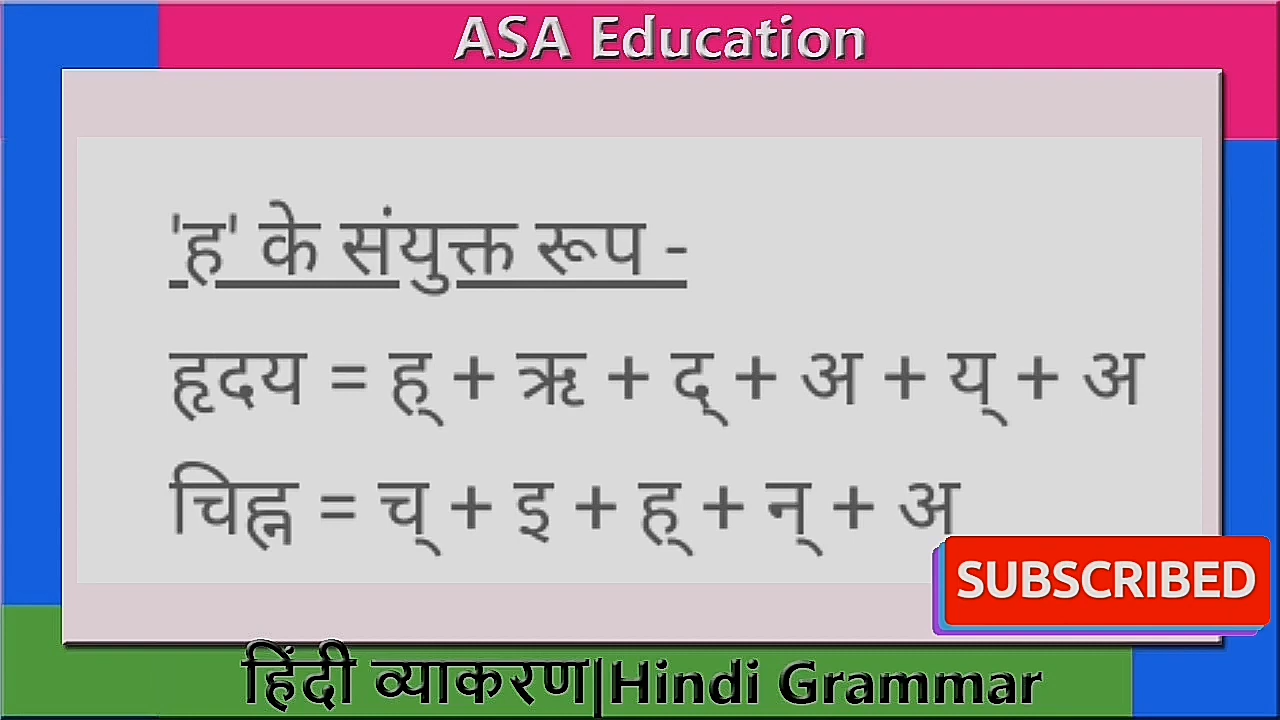 ASA Education
'ह' के संयुक्त रूप -
हृदय = ह् + ऋ + द् + अ + य् + अ
चिह्न = च् + इ + ह् + न् + अ
SUBSCRIBED
हिंदी व्याकरण|Hindi Grammar